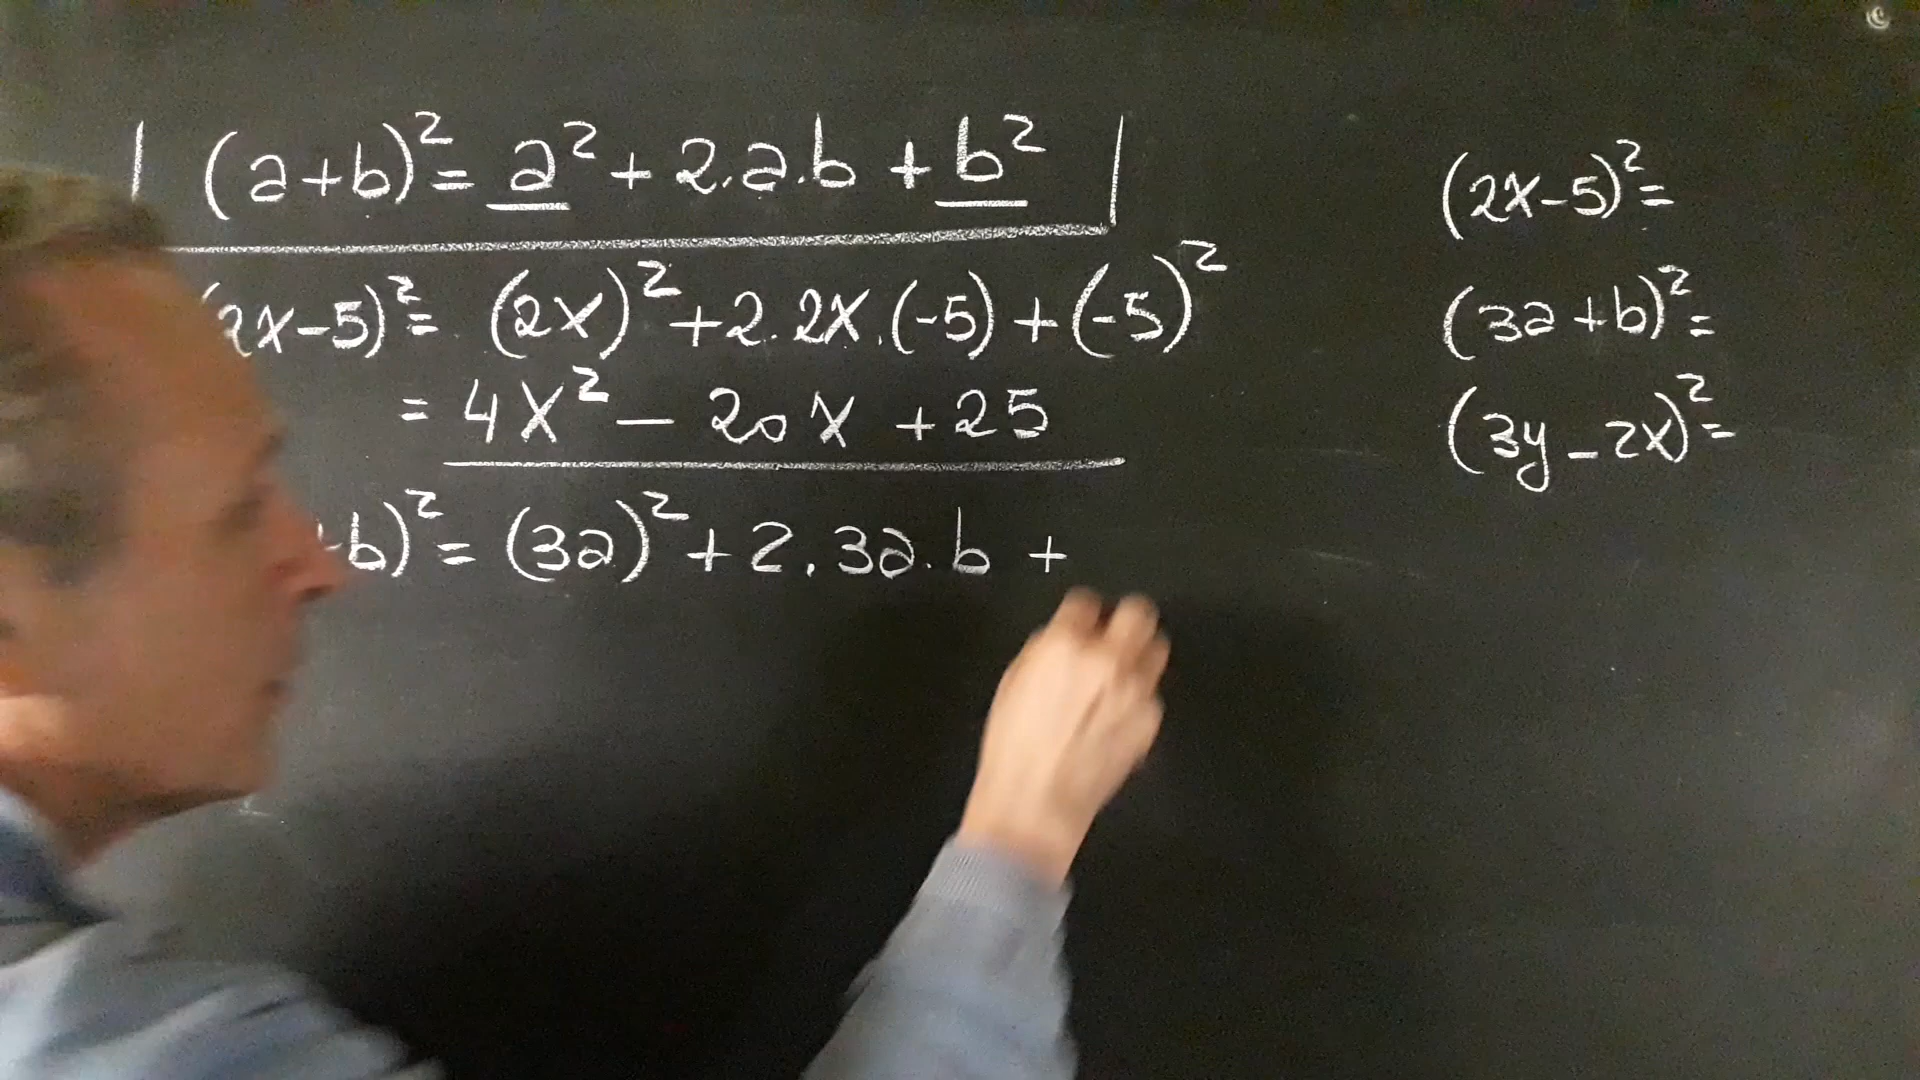 (a+b)²= a² + 2.a.b + b²
2x-5)²= (2x)² +2.2x.(-5)+(-5)²
= 4x² - 20x +25
b)²= (3a)² + 2.3a.b +
(2x-5)²=
(3a+b)²=
(3y-2x)²=